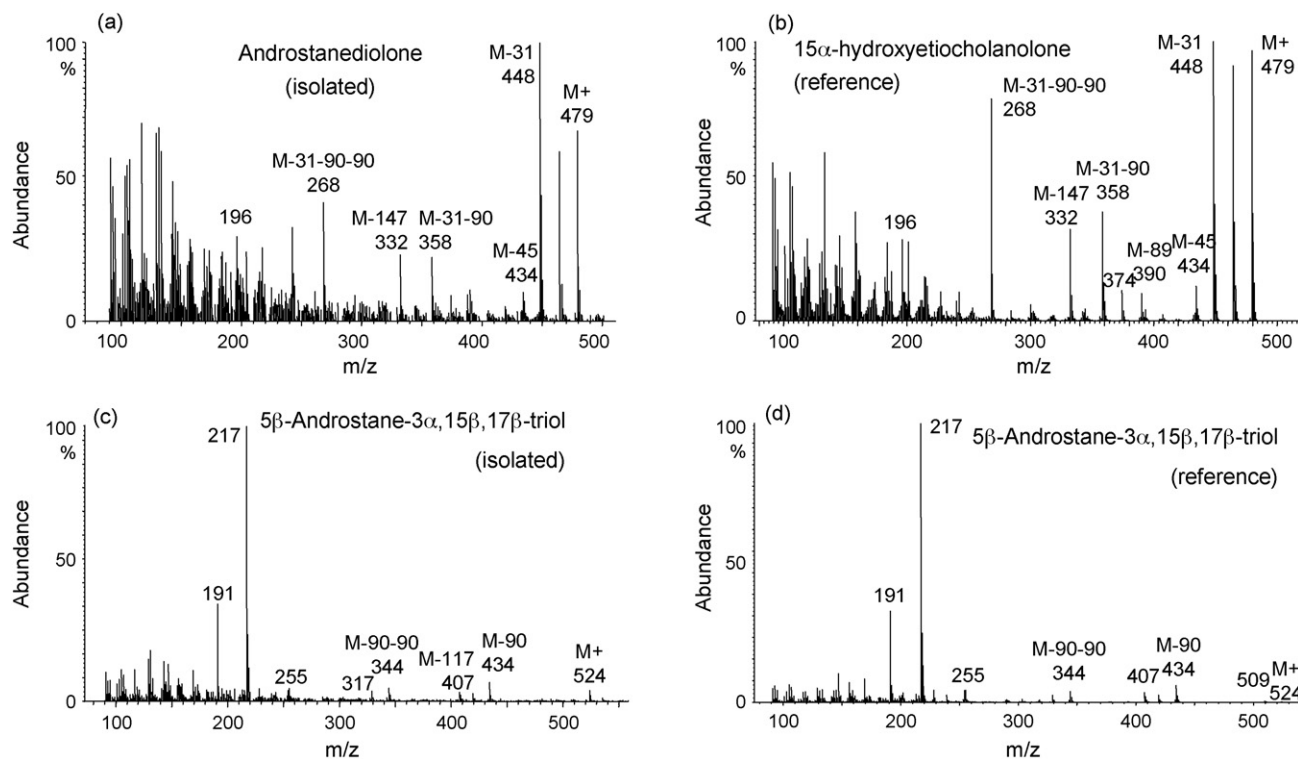 (a)
Androstanediolone
(isolated)
M-31
448
M+
479
M-31-90-90
268
196
M-147
332
M-31-90
358
M-45
434
100
%
50
0
Abundance
100 200 300 400 500
m/z
(b)
15α-hydroxyetiocholanolone
(reference)
M-31
448
M+
479
M-31-90-90
268
196
M-147
332
M-31-90
358
374
M-89
390
M-45
434
100
%
50
0
Abundance
100 200 300 400 500
m/z
(c)
5β-Androstane-3α,15β,17β-triol
(isolated)
217
191
255
317
M-90-90
344
M-117
407
M-90
434
M+
524
100
%
50
0
Abundance
100 200 300 400 500
m/z
(d)
5β-Androstane-3α,15β,17β-triol
(reference)
217
191
255
M-90-90
344
407
M-90
434
509
M+
524
100
%
50
0
Abundance
100 200 300 400 500
m/z